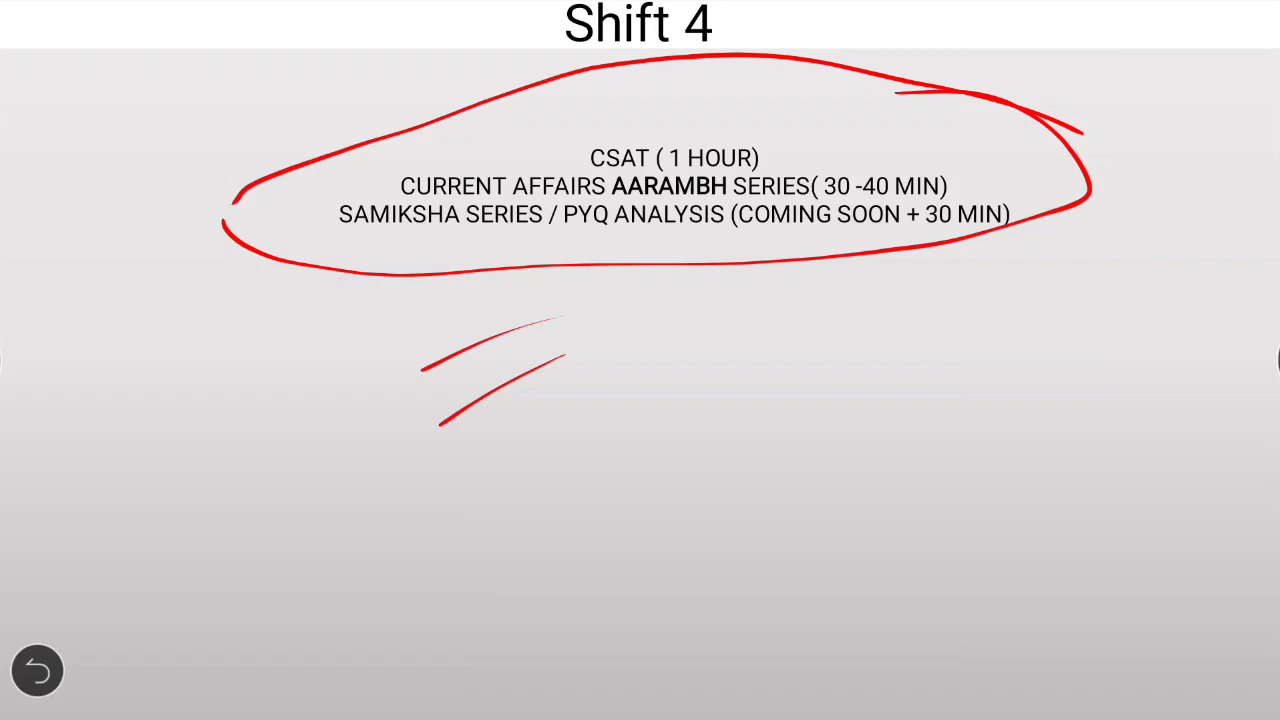 Shift 4
CSAT ( 1 HOUR)
CURRENT AFFAIRS AARAMBH SERIES( 30 -40 MIN)
SAMIKSHA SERIES / PYQ ANALYSIS (COMING SOON + 30 MIN)